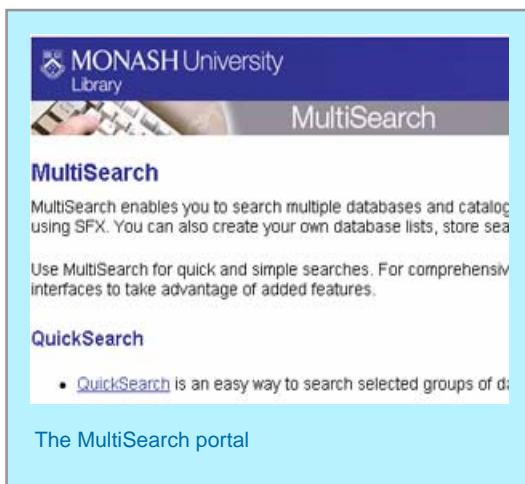 MONASH University
Library
MultiSearch
MultiSearch
MultiSearch enables you to search multiple databases and catalog
using SFX. You can also create your own database lists, store sea
Use MultiSearch for quick and simple searches. For comprehensiv
interfaces to take advantage of added features.
QuickSearch
• QuickSearch is an easy way to search selected groups of da
The MultiSearch portal